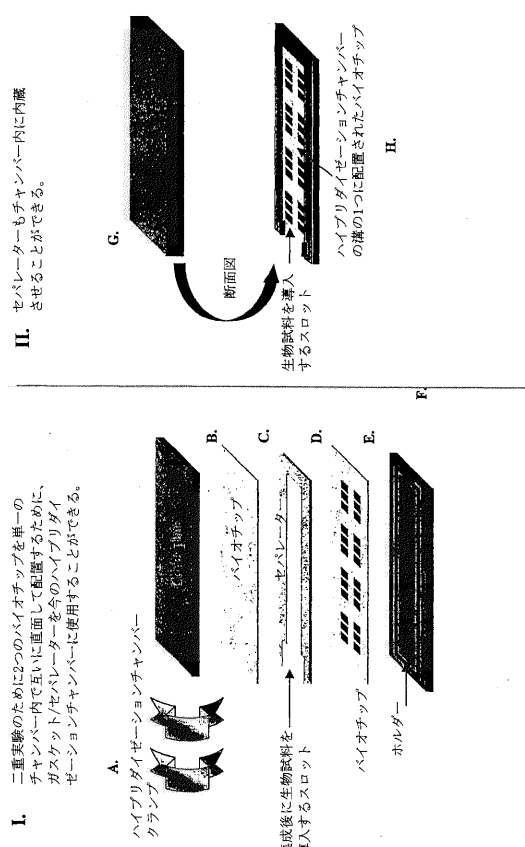 I. 二重実験のために2つのバイオチップを単一の
チャンバー内で互いに直面して配置するために、
ガスケット/セパレーターを今のハイブリダイ
ゼーションチャンバーに使用することができる。
A.
ハイブリダイゼーションチャンバー
クランプ
B.
バイオチップ
C.
セパレーター
後に生物試料を
導入するスロット
D.
E.
バイオチップ
ホルダー
F.
II. セパレーターもチャンバー内に内蔵
させることができる。
G.
断面図
生物試料を導入
するスロット
ハイブリダイゼーションチャンバー
の溝の1つに配置されたバイオチップ
H.